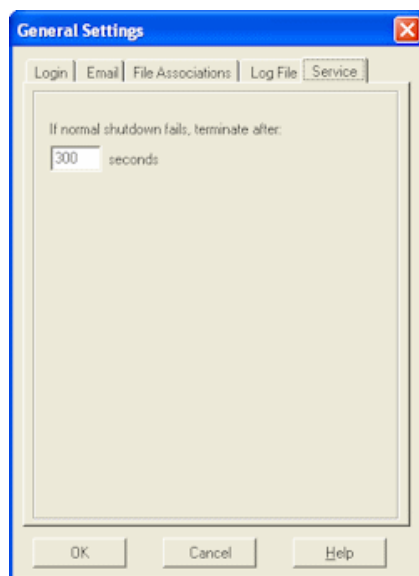 General Settings
Login Email File Associations Log File Service
If normal shutdown fails, terminate after:
300 seconds
OK Cancel Help